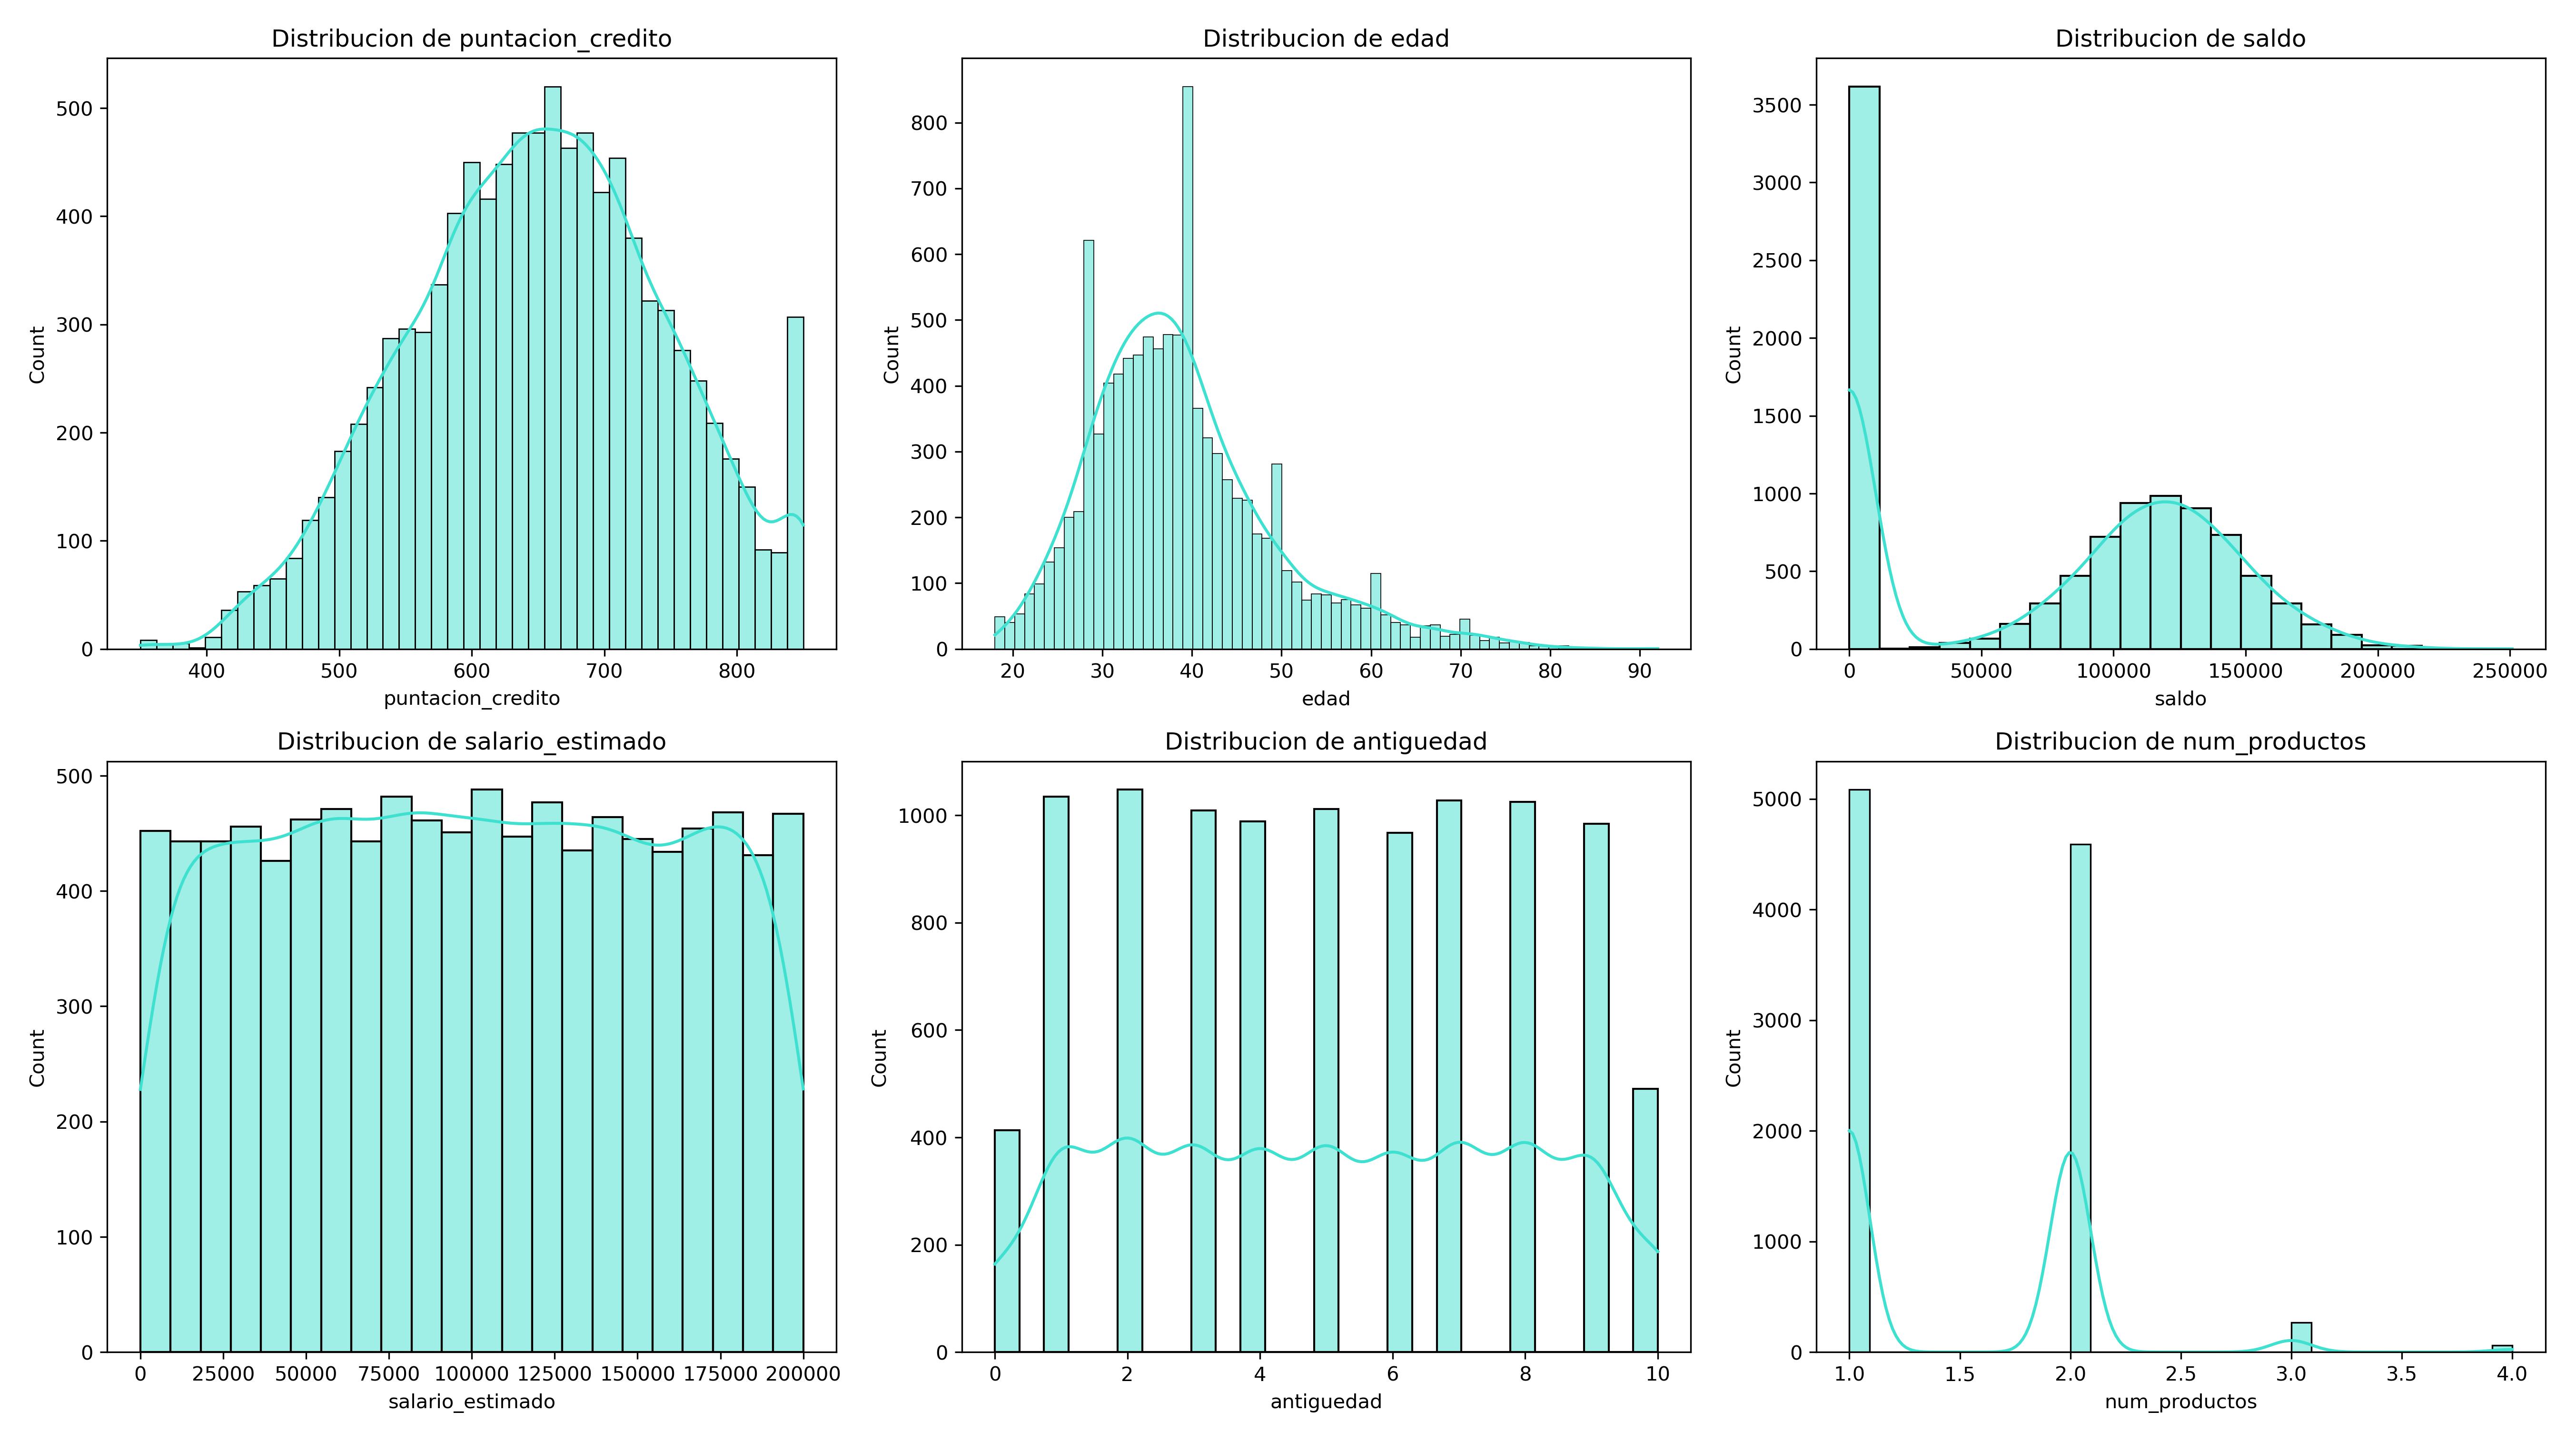 Distribucion de puntacion_credito
Count
500
400
300
200
100
0
400 500 600 700 800
puntacion_credito
Distribucion de edad
Count
800
700
600
500
400
300
200
100
0
20 30 40 50 60 70 80 90
edad
Distribucion de saldo
Count
3500
3000
2500
2000
1500
1000
500
0
0 50000 100000 150000 200000 250000
saldo
Distribucion de salario_estimado
Count
500
400
300
200
100
0
0 25000 50000 75000 100000 125000 150000 175000 200000
salario_estimado
Distribucion de antiguedad
Count
1000
800
600
400
200
0
0 2 4 6 8 10
antiguedad
Distribucion de num_productos
Count
5000
4000
3000
2000
1000
0
1.0 1.5 2.0 2.5 3.0 3.5 4.0
num_productos